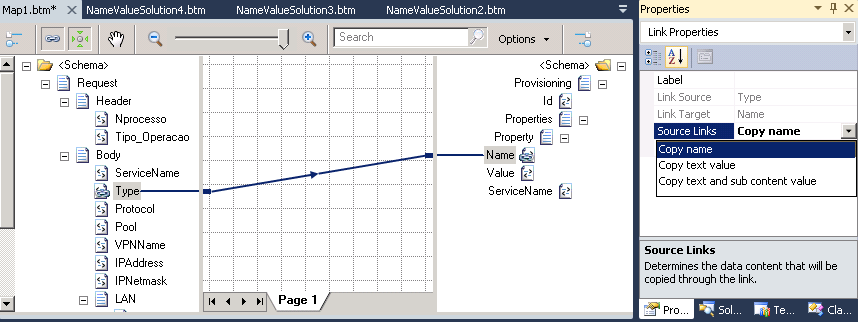 Map1.btm*
NameValueSolution4.btm
NameValueSolution3.btm
NameValueSolution2.btm
Search
Options
<Schema>
Request
Header
Nprocesso
Tipo_Operacao
Body
ServiceName
Type
Protocol
Pool
VPNName
IPAddress
IPNetmask
LAN
Page 1
<Schema>
Provisioning
Id
Properties
Property
Name
Value
ServiceName
Properties
Link Properties
Label
Link Source Type
Link Target Name
Source Links Copy name
Copy name
Copy text value
Copy text and sub content value
Source Links
Determines the data content that will be
copied through the link.
Pro...
Sol...
Te...
Cla...